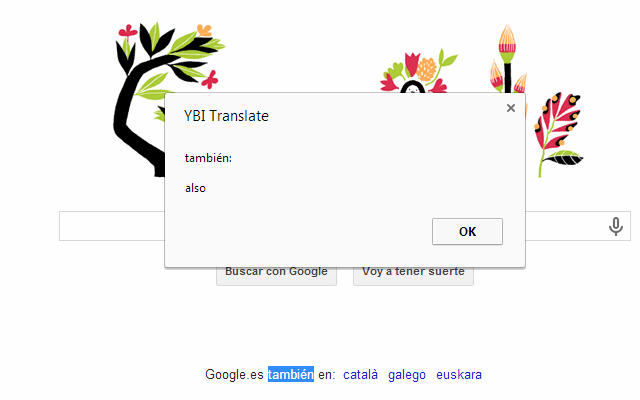 YBI Translate
también:
also
OK
Buscar con Google Voy a tener suerte
Google.es también en: català galego euskara